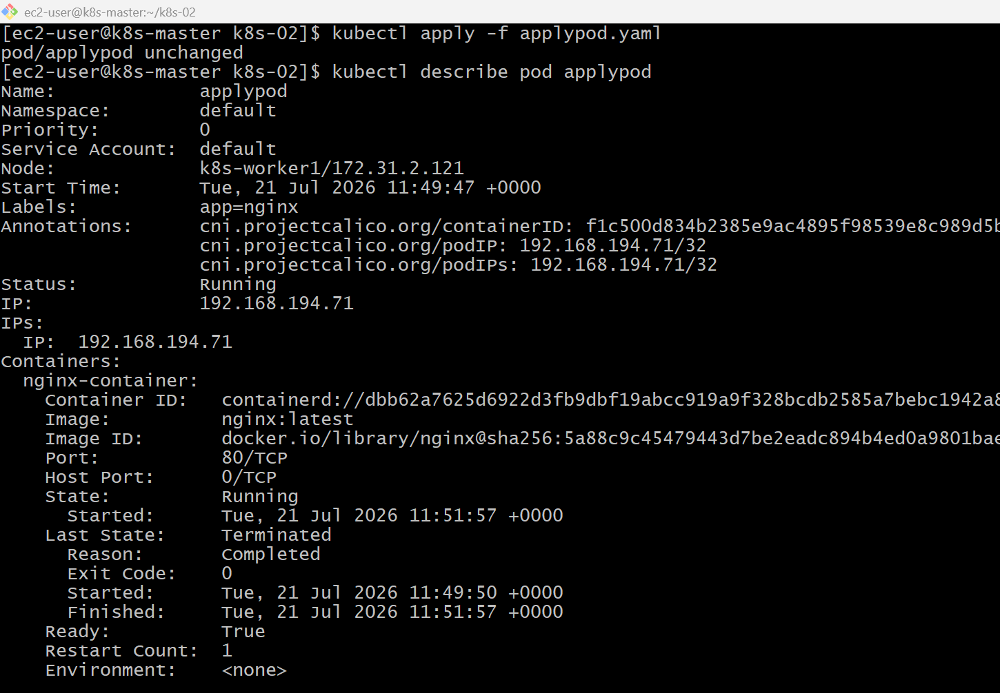 ec2-user@k8s-master:~/k8s-02
[ec2-user@k8s-master k8s-02]$ kubectl apply -f applypod.yaml
pod/applypod unchanged
[ec2-user@k8s-master k8s-02]$ kubectl describe pod applypod
Name:             applypod
Namespace:        default
Priority:         0
Service Account:  default
Node:             k8s-worker1/172.31.2.121
Start Time:       Tue, 21 Jul 2026 11:49:47 +0000
Labels:           app=nginx
Annotations:      cni.projectcalico.org/containerID: f1c500d834b2385e9ac4895f98539e8c989d5b
                  cni.projectcalico.org/podIP: 192.168.194.71/32
                  cni.projectcalico.org/podIPs: 192.168.194.71/32
Status:           Running
IP:               192.168.194.71
IPs:
  IP:  192.168.194.71
Containers:
  nginx-container:
    Container ID:   containerd://dbb62a7625d6922d3fb9dbf19abcc919a9f328bcdb2585a7bebc1942a8
    Image:          nginx:latest
    Image ID:       docker.io/library/nginx@sha256:5a88c9c45479443d7be2eadc894b4ed0a9801bae
    Port:           80/TCP
    Host Port:      0/TCP
    State:          Running
      Started:      Tue, 21 Jul 2026 11:51:57 +0000
    Last State:     Terminated
      Reason:       Completed
      Exit Code:    0
      Started:      Tue, 21 Jul 2026 11:49:50 +0000
      Finished:     Tue, 21 Jul 2026 11:51:57 +0000
    Ready:          True
    Restart Count:  1
    Environment:    <none>